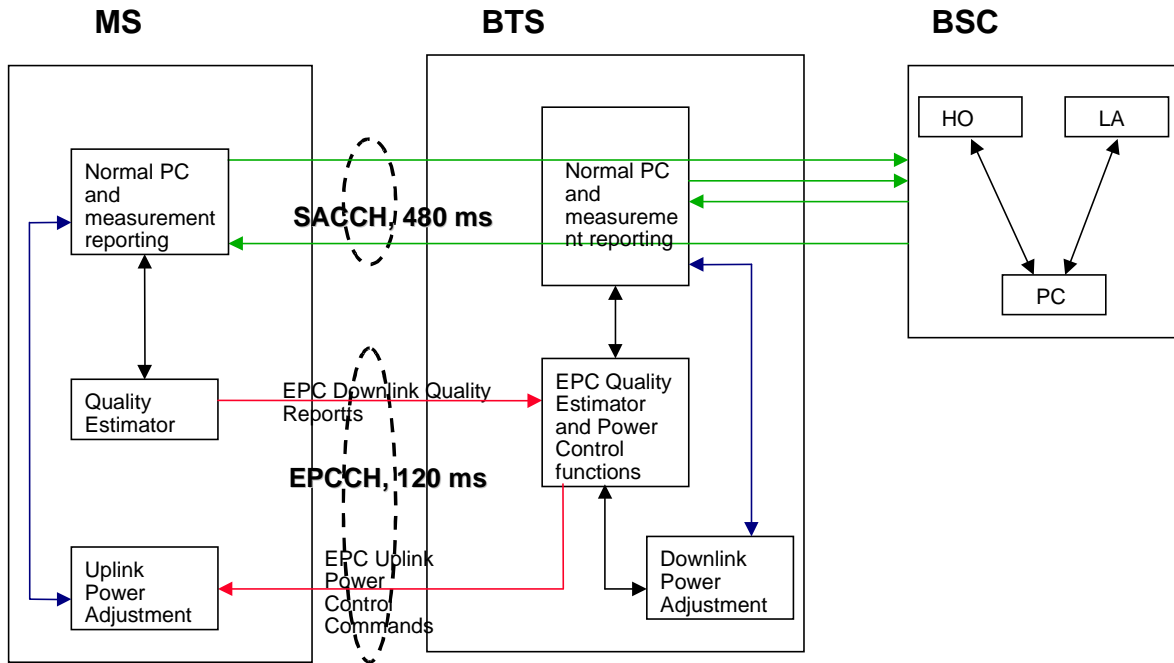 MS
BTS
BSC
HO
LA
PC
Normal PC
and
measurement
reporting
SACCH, 480 ms
Normal PC
and
measureme
nt reporting
Quality
Estimator
EPC Downlink Quality
Reports
EPC Quality
Estimator
and Power
Control
functions
EPCCH, 120 ms
Uplink
Power
Adjustment
EPC Uplink
Power
Control
Commands
Downlink
Power
Adjustment